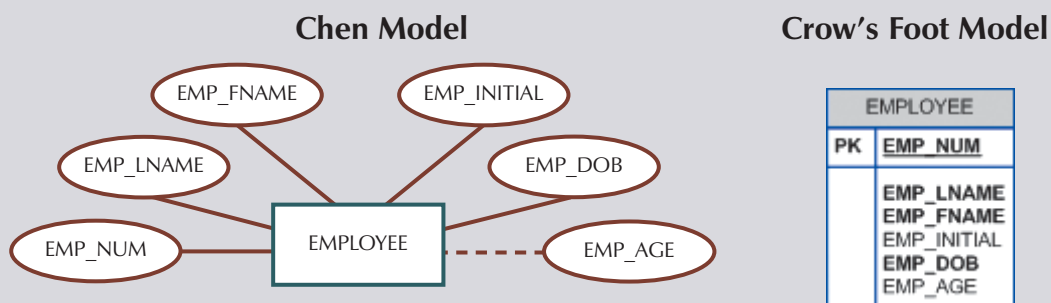 Chen Model
EMP_FNAME
EMP_INITIAL
EMP_LNAME
EMP_DOB
EMP_NUM
EMPLOYEE
EMP_AGE
Crow’s Foot Model
EMPLOYEE
PK EMP_NUM
EMP_LNAME
EMP_FNAME
EMP_INITIAL
EMP_DOB
EMP_AGE